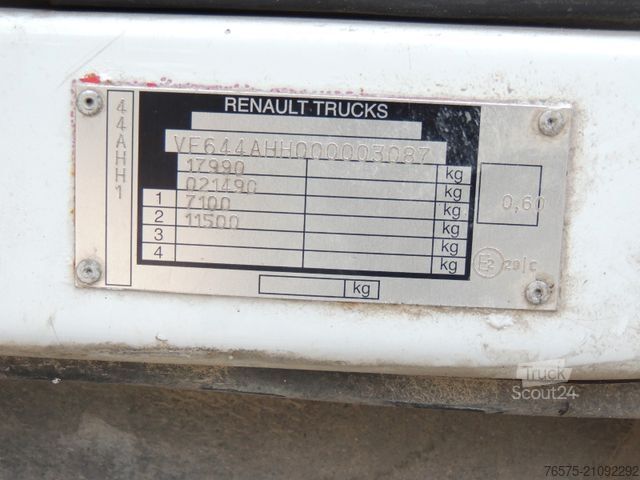 RENAULT TRUCKS
44AHH1
VF644AHH000003087
17990 kg
021490 kg
1 7100 kg
2 11500 kg
3 kg
4 kg
0,60
E2 20/C
kg
Truck
Scout24
76575-21092292